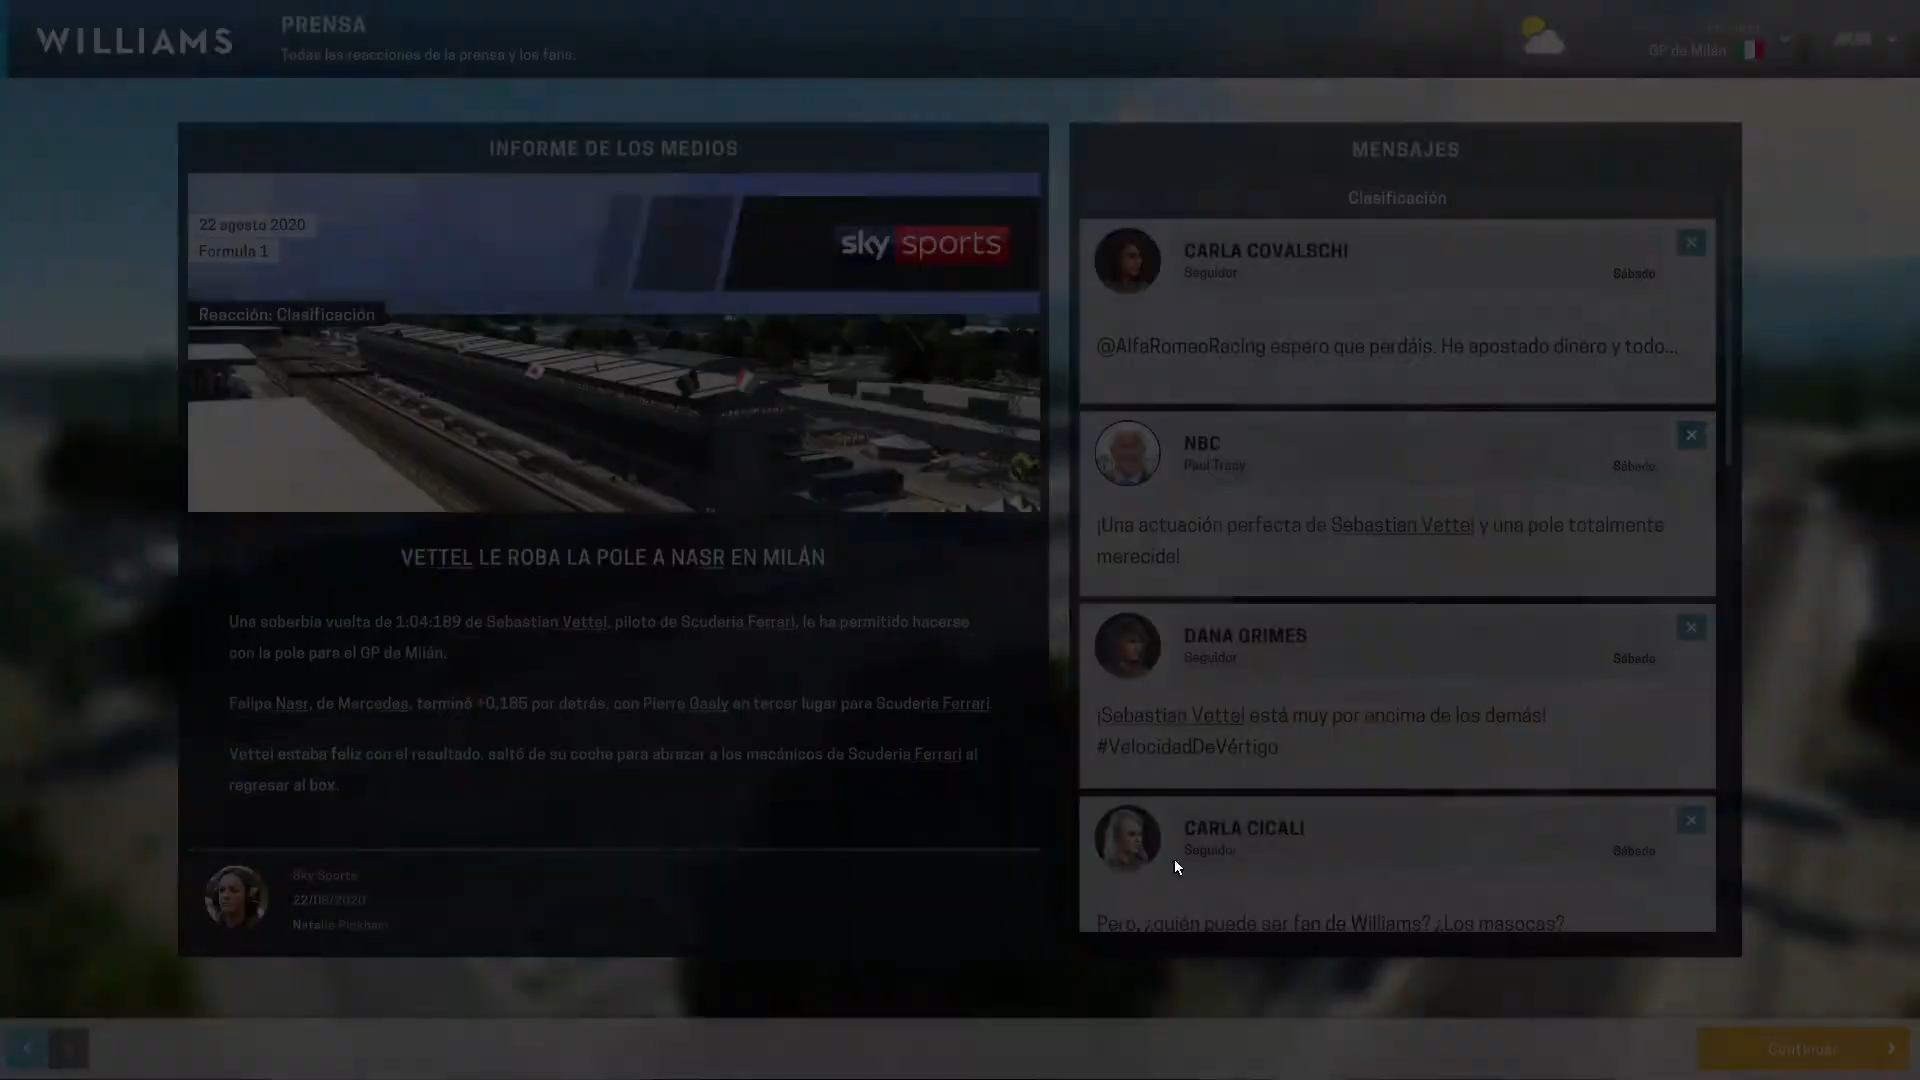 WILLIAMS
PRENSA
Todas las reacciones de la prensa y los fans.
GP de Milán
INFORME DE LOS MEDIOS
22 agosto 2020
Formula 1
sky sports
Reacción: Clasificación
VETTEL LE ROBA LA POLE A NASR EN MILÁN
Una soberbia vuelta de 1:04:189 de Sebastian Vettel, piloto de Scuderia Ferrari, le ha permitido hacerse
con la pole para el GP de Milán.
Felipe Nasr, de Mercedes, terminó +0,185 por detrás, con Pierre Gasly en tercer lugar para Scuderia Ferrari.
Vettel estaba feliz con el resultado, saltó de su coche para abrazar a los mecánicos de Scuderia Ferrari al
regresar al box.
Sky Sports
22/08/2020
Natalie Pinkham
MENSAJES
Clasificación
CARLA COVALSCHI
Seguidor
Sábado
@AlfaRomeoRacing espero que perdáis. He apostado dinero y todo...
NBC
Paul Tracy
Sábado
¡Una actuación perfecta de Sebastian Vettel y una pole totalmente
merecida!
DANA GRIMES
Seguidor
Sábado
¡Sebastian Vettel está muy por encima de los demás!
#VelocidadDeVértigo
CARLA CICALI
Seguidor
Sábado
Pero, ¿quién puede ser fan de Williams? ¿Los masocas?
Continuar